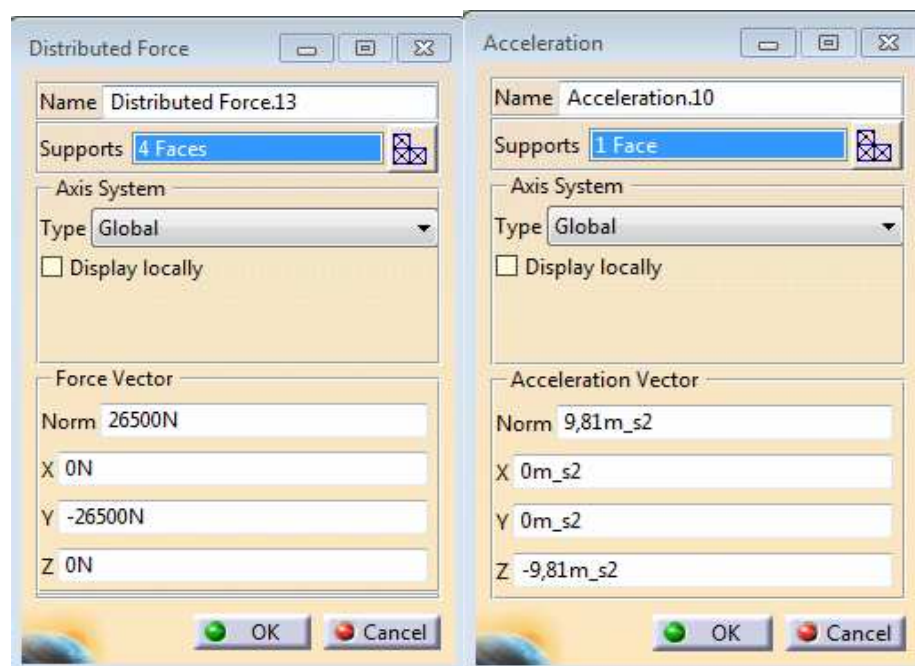 Distributed Force
Name Distributed Force.13
Supports 4 Faces
Axis System
Type Global
Display locally
Force Vector
Norm 26500N
X 0N
Y -26500N
Z 0N
OK Cancel
Acceleration
Name Acceleration.10
Supports 1 Face
Axis System
Type Global
Display locally
Acceleration Vector
Norm 9,81m_s2
X 0m_s2
Y 0m_s2
Z -9,81m_s2
OK Cancel